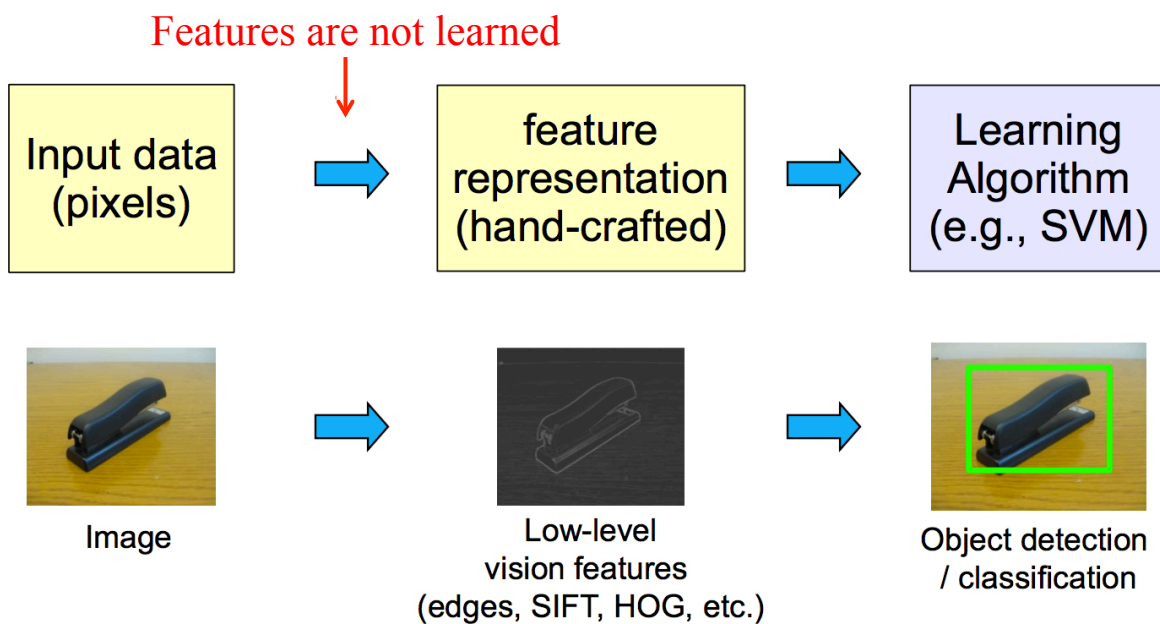 Features are not learned
Input data
(pixels)
feature
representation
(hand-crafted)
Learning
Algorithm
(e.g., SVM)
Image
Low-level
vision features
(edges, SIFT, HOG, etc.)
Object detection
/ classification